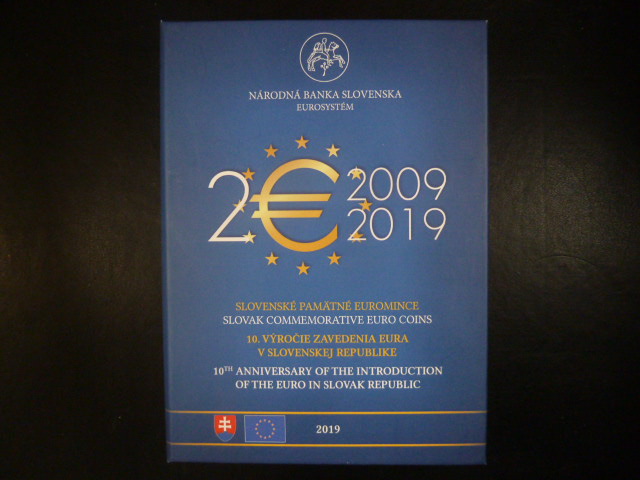 NÁRODNÁ BANKA SLOVENSKA
EUROSYSTÉM
2€ 2009
2019
SLOVENSKÉ PAMÄTNÉ EUROMINCE
SLOVAK COMMEMORATIVE EURO COINS
10. VÝROČIE ZAVEDENIA EURA
V SLOVENSKEJ REPUBLIKE
10TH ANNIVERSARY OF THE INTRODUCTION
OF THE EURO IN SLOVAK REPUBLIC
2019